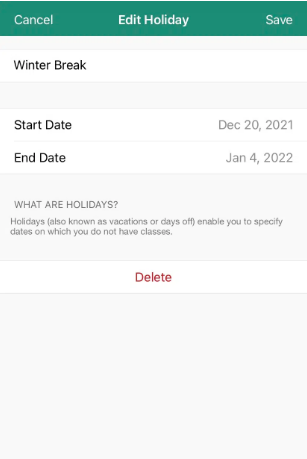 Cancel Edit Holiday Save
Winter Break
Start Date Dec 20, 2021
End Date Jan 4, 2022
WHAT ARE HOLIDAYS?
Holidays (also known as vacations or days off) enable you to specify
dates on which you do not have classes.
Delete